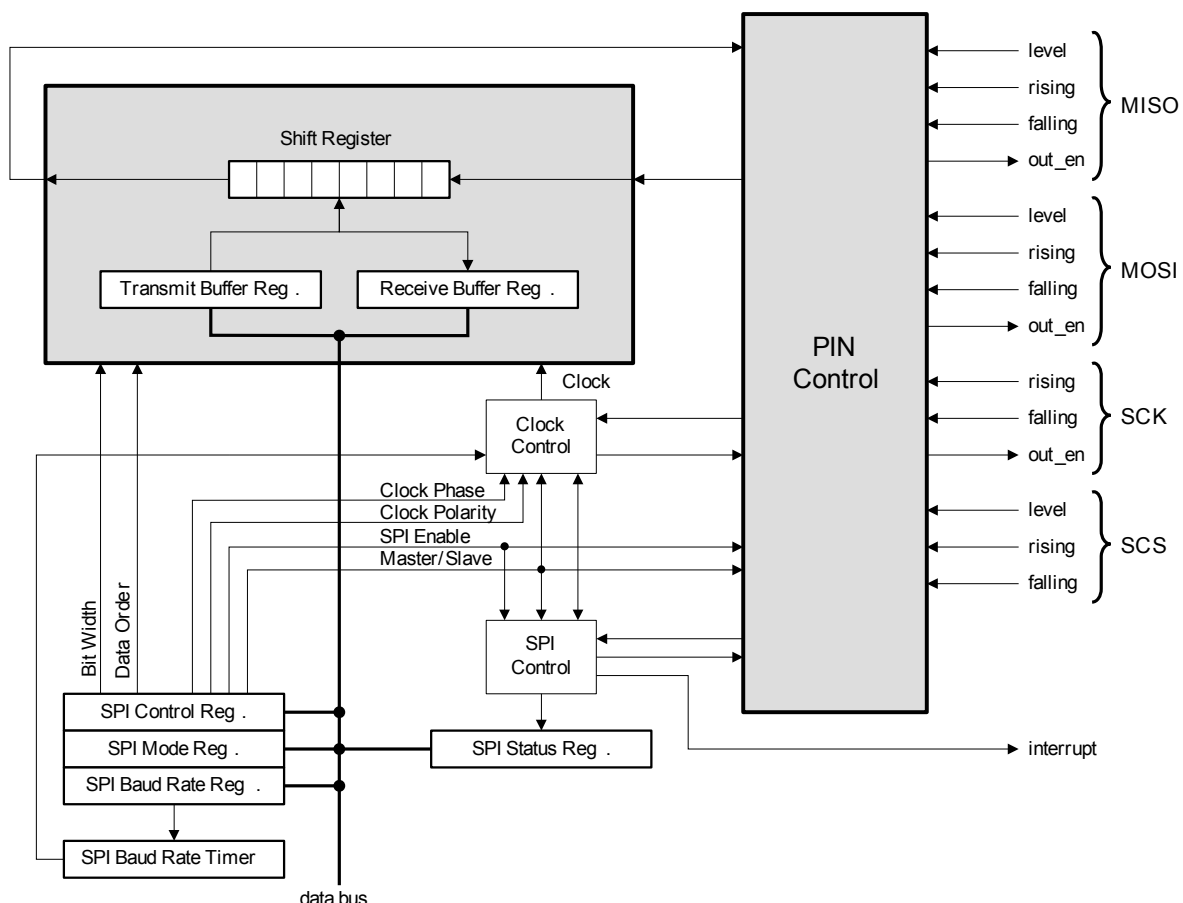 level
rising
falling
out_en
MISO
Shift Register
Transmit Buffer Reg .
Receive Buffer Reg .
level
rising
falling
out_en
MOSI
PIN
Control
Clock
Clock
Control
rising
falling
out_en
SCK
Clock Phase
Clock Polarity
SPI Enable
Master/Slave
level
rising
falling
SCS
Bit Width
Data Order
SPI
Control
SPI Control Reg .
SPI Mode Reg .
SPI Baud Rate Reg .
SPI Status Reg .
interrupt
SPI Baud Rate Timer
data bus